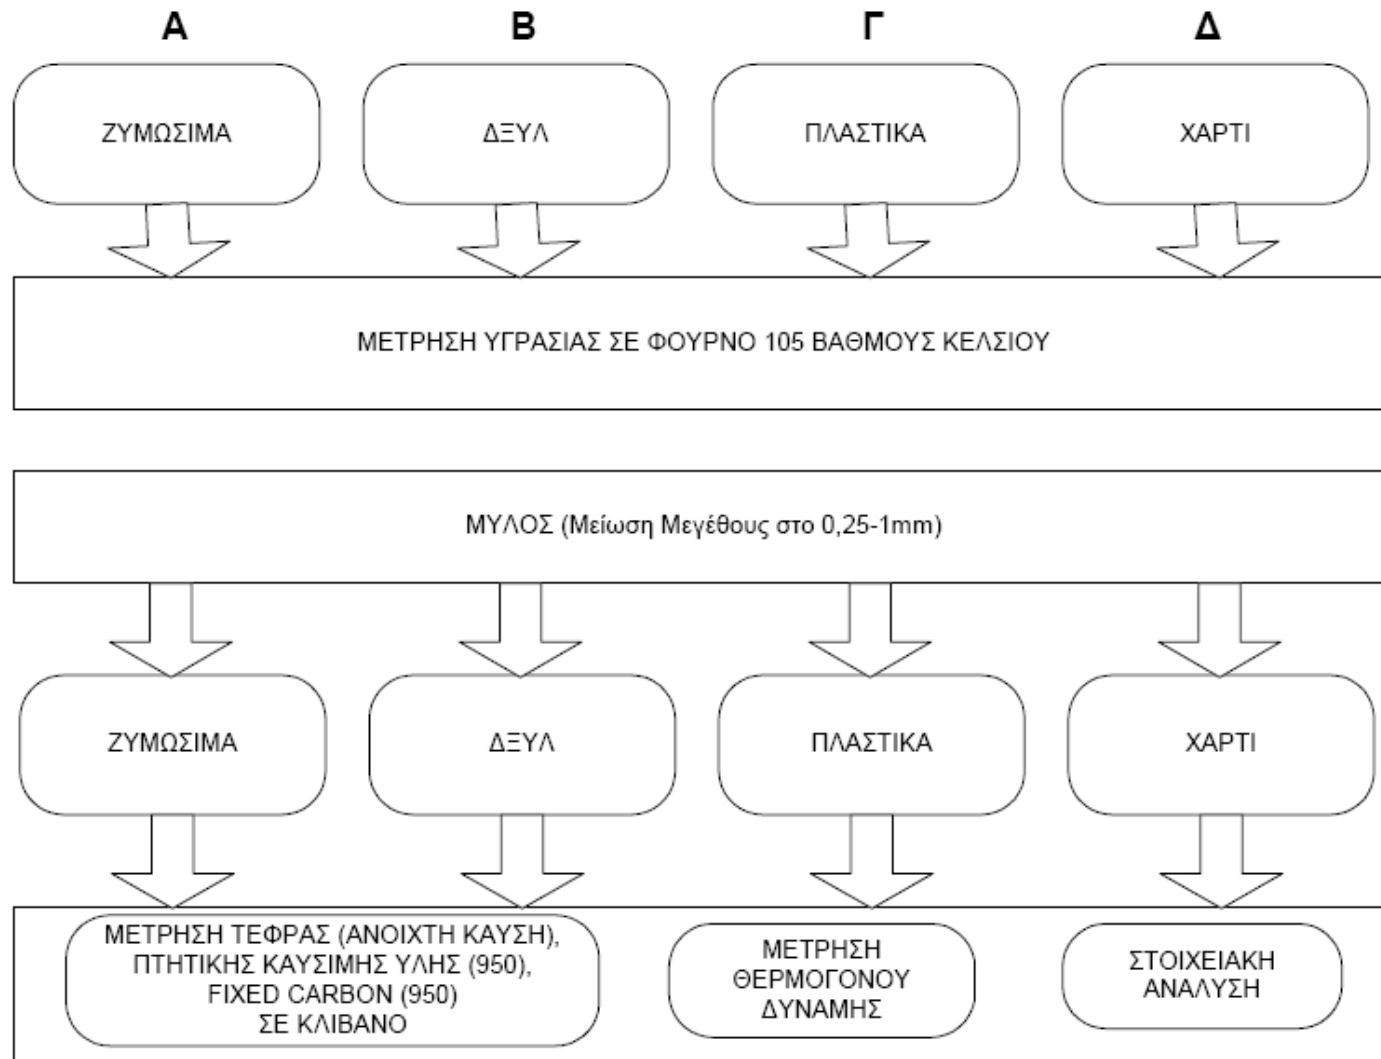 Α Β Γ Δ
ΖΥΜΩΣΙΜΑ ΔΞΥΛ ΠΛΑΣΤΙΚΑ ΧΑΡΤΙ
ΜΕΤΡΗΣΗ ΥΓΡΑΣΙΑΣ ΣΕ ΦΟΥΡΝΟ 105 ΒΑΘΜΟΥΣ ΚΕΛΣΙΟΥ
ΜΥΛΟΣ (Μείωση Μεγέθους στο 0,25-1mm)
ΖΥΜΩΣΙΜΑ ΔΞΥΛ ΠΛΑΣΤΙΚΑ ΧΑΡΤΙ
ΜΕΤΡΗΣΗ ΤΕΦΡΑΣ (ΑΝΟΙΧΤΗ ΚΑΥΣΗ),
ΠΤΗΤΙΚΗΣ ΚΑΥΣΙΜΗΣ ΥΛΗΣ (950),
FIXED CARBON (950)
ΣΕ ΚΛΙΒΑΝΟ
ΜΕΤΡΗΣΗ
ΘΕΡΜΟΓΟΝΟΥ
ΔΥΝΑΜΗΣ
ΣΤΟΙΧΕΙΑΚΗ
ΑΝΑΛΥΣΗ